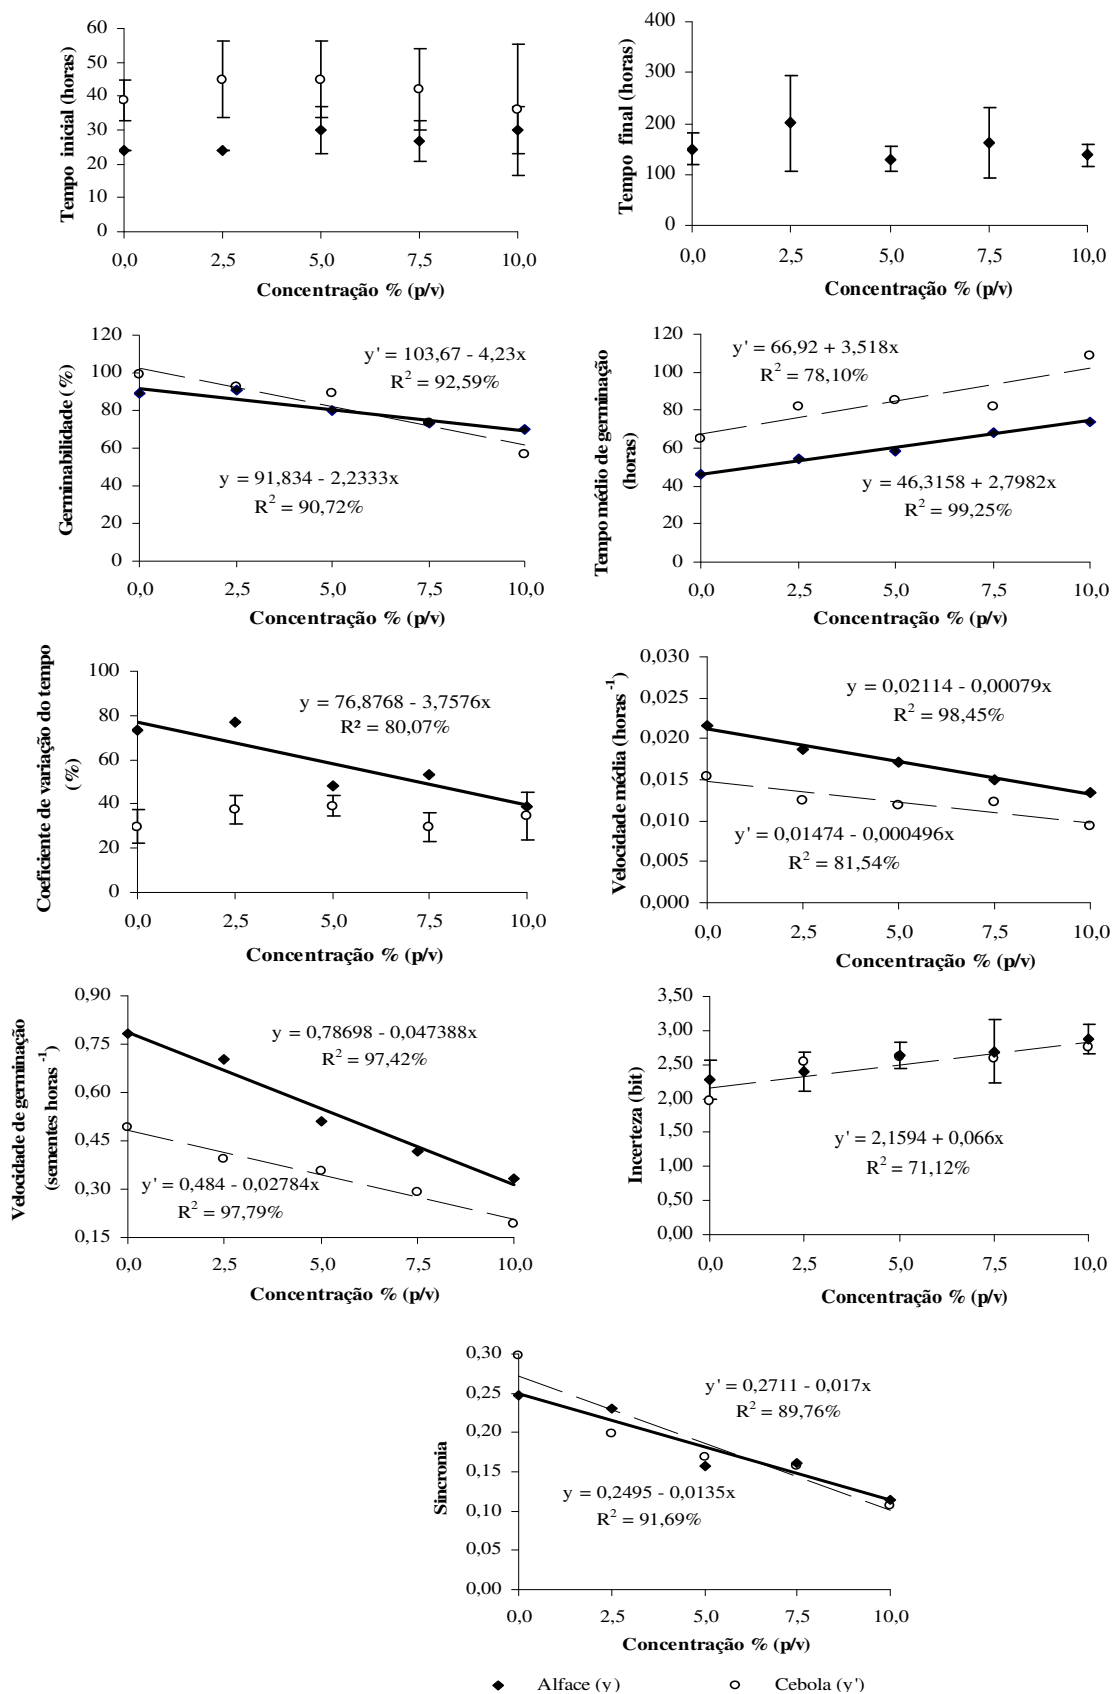 Tempo inicial (horas)
60
50
40
30
20
10
0
0,0 2,5 5,0 7,5 10,0
Concentração % (p/v)
Tempo final (horas)
400
300
200
100
0
0,0 2,5 5,0 7,5 10,0
Concentração % (p/v)
Germinabilidade (%)
120
100
80
60
40
20
0
y' = 103,67 - 4,23x
R² = 92,59%
y = 91,834 - 2,2333x
R² = 90,72%
0,0 2,5 5,0 7,5 10,0
Concentração % (p/v)
Tempo médio de germinação
(horas)
120
100
80
60
40
20
0
y' = 66,92 + 3,518x
R² = 78,10%
y = 46,3158 + 2,7982x
R² = 99,25%
0,0 2,5 5,0 7,5 10,0
Concentração % (p/v)
Coeficiente de variação do tempo
(%)
100
80
60
40
20
0
y = 76,8768 - 3,7576x
R² = 80,07%
0,0 2,5 5,0 7,5 10,0
Concentração % (p/v)
Velocidade média (horas ⁻¹)
0,030
0,025
0,020
0,015
0,010
0,005
0,000
y = 0,02114 - 0,00079x
R² = 98,45%
y' = 0,01474 - 0,000496x
R² = 81,54%
0,0 2,5 5,0 7,5 10,0
Concentração % (p/v)
Velocidade de germinação
(sementes horas ⁻¹)
0,90
0,75
0,60
0,45
0,30
0,15
y = 0,78698 - 0,047388x
R² = 97,42%
y' = 0,484 - 0,02784x
R² = 97,79%
0,0 2,5 5,0 7,5 10,0
Concentração % (p/v)
Incerteza (bit)
3,50
3,00
2,50
2,00
1,50
1,00
0,50
0,00
y' = 2,1594 + 0,066x
R² = 71,12%
0,0 2,5 5,0 7,5 10,0
Concentração % (p/v)
Sincronia
0,30
0,25
0,20
0,15
0,10
0,05
0,00
y' = 0,2711 - 0,017x
R² = 89,76%
y = 0,2495 - 0,0135x
R² = 91,69%
0,0 2,5 5,0 7,5 10,0
Concentração % (p/v)
Alface (y) Cebola (y')